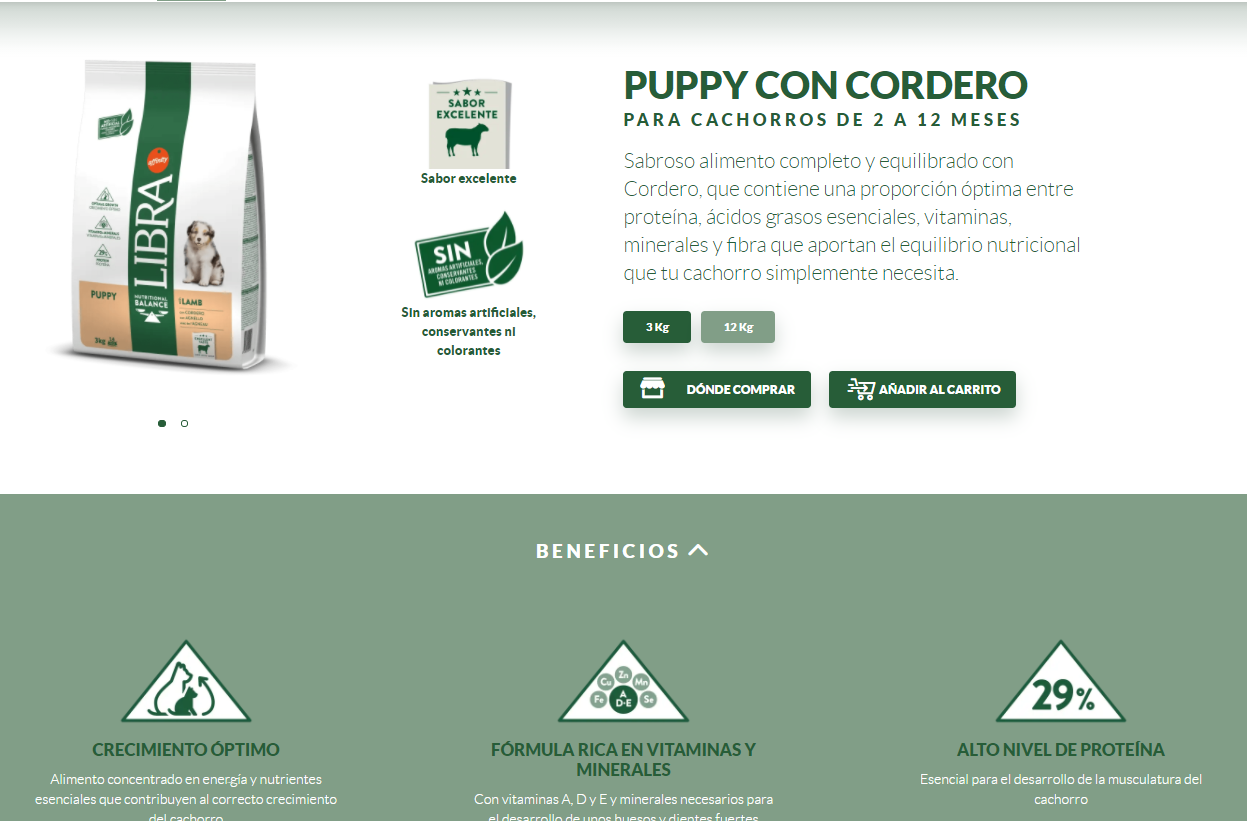 PUPPY CON CORDERO
PARA CACHORROS DE 2 A 12 MESES
Sabroso alimento completo y equilibrado con
Cordero, que contiene una proporción óptima entre
proteína, ácidos grasos esenciales, vitaminas,
minerales y fibra que aportan el equilibrio nutricional
que tu cachorro simplemente necesita.
3 Kg
12 Kg
DÓNDE COMPRAR
AÑADIR AL CARRITO
SABOR
EXCELENTE
Sabor excelente
SIN
AROMAS ARTIFICIALES,
CONSERVANTES
NI COLORANTES
Sin aromas artificiales,
conservantes ni
colorantes
affinity
LIBRA
NUTRITIONAL
BALANCE
PUPPY
LAMB
3kg
BENEFICIOS
Cu Zn Mn
Fe A D-E Se
29%
CRECIMIENTO ÓPTIMO
Alimento concentrado en energía y nutrientes
esenciales que contribuyen al correcto crecimiento
del cachorro
FÓRMULA RICA EN VITAMINAS Y
MINERALES
Con vitaminas A, D y E y minerales necesarios para
el desarrollo de unos huesos y dientes fuertes
ALTO NIVEL DE PROTEÍNA
Esencial para el desarrollo de la musculatura del
cachorro